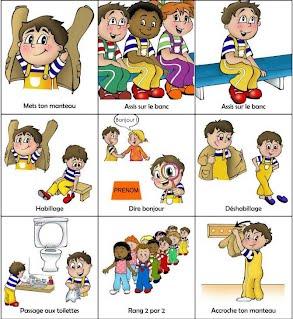 Mets ton manteau
Assis sur le banc
Assis sur le banc
Bonjour !
PRENOM
Habillage
Dire bonjour
Déshabillage
Passage aux toilettes
Rang 2 par 2
Accroche ton manteau